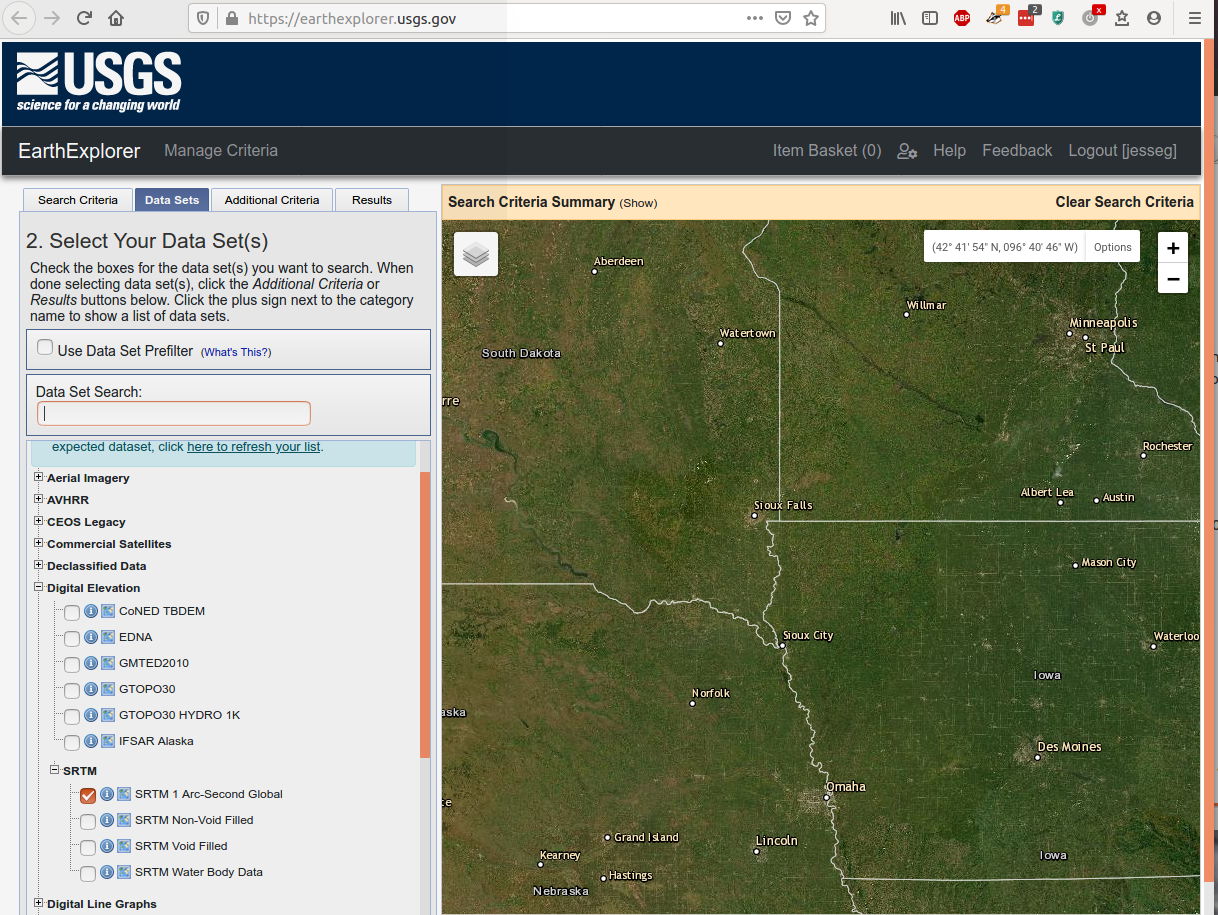 https://earthexplorer.usgs.gov
ABP
4
2
x
USGS
science for a changing world
EarthExplorer
Manage Criteria
Item Basket (0)
Help
Feedback
Logout [jesseg]
Search Criteria
Data Sets
Additional Criteria
Results
2. Select Your Data Set(s)
Check the boxes for the data set(s) you want to search. When
done selecting data set(s), click the Additional Criteria or
Results buttons below. Click the plus sign next to the category
name to show a list of data sets.
Use Data Set Prefilter (What's This?)
Data Set Search:
expected dataset, click here to refresh your list.
Aerial Imagery
AVHRR
CEOS Legacy
Commercial Satellites
Declassified Data
Digital Elevation
CoNED TBDEM
EDNA
GMTED2010
GTOPO30
GTOPO30 HYDRO 1K
IFSAR Alaska
SRTM
SRTM 1 Arc-Second Global
SRTM Non-Void Filled
SRTM Void Filled
SRTM Water Body Data
Digital Line Graphs
Search Criteria Summary (Show)
Clear Search Criteria
(42° 41' 54" N, 096° 40' 46" W)
Options
+
−
Aberdeen
Willmar
Minneapolis
Watertown
St Paul
South Dakota
rre
Rochester
Albert Lea
Austin
Sioux Falls
Mason City
Sioux City
Waterloo
Iowa
Norfolk
aska
Des Moines
Omaha
te
Grand Island
Lincoln
Kearney
Iowa
Hastings
Nebraska